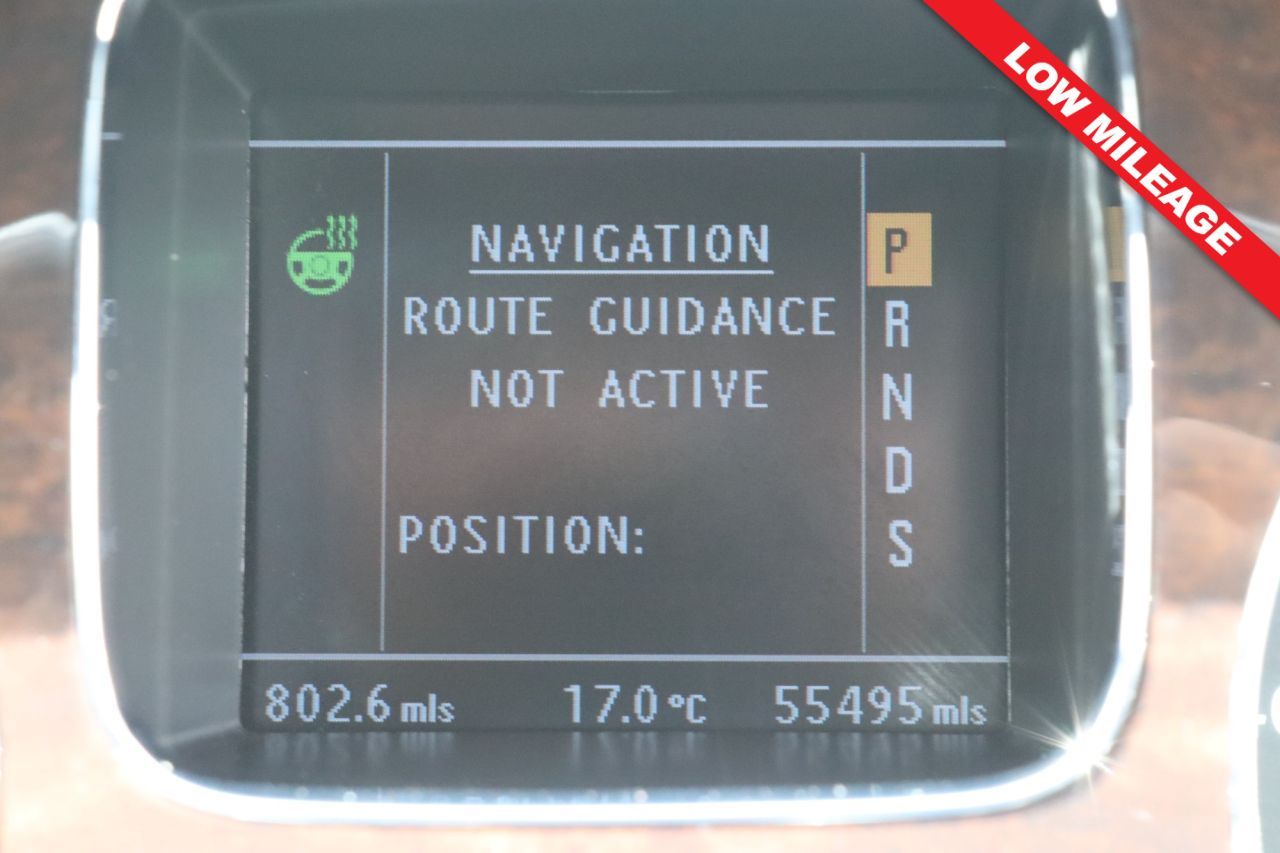 LOW MILEAGE
NAVIGATION
ROUTE GUIDANCE
NOT ACTIVE
POSITION:
P
R
N
D
S
802.6 mls 17.0 °C 55495 mls